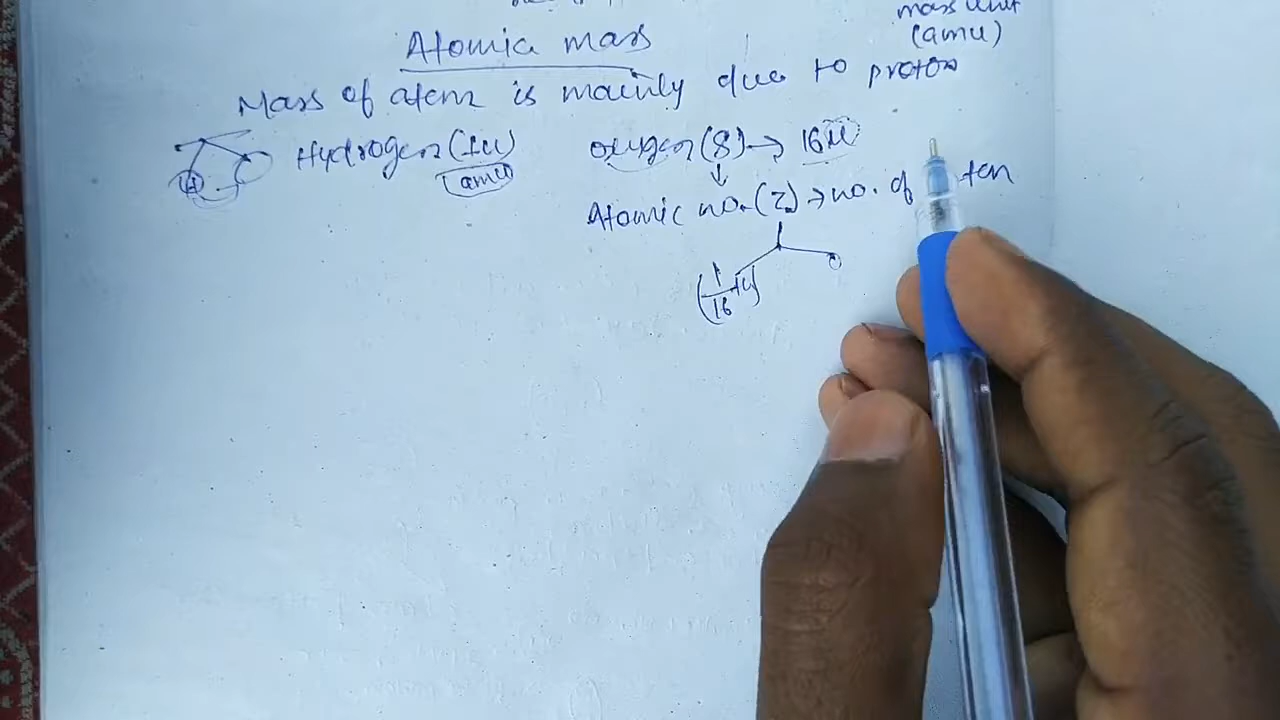 mass unit
(amu)
Atomic mass
Mass of atom is mainly due to proton
Hydrogen (1u)
(amu)
oxygen (8) → 16u
↓
Atomic no. (Z) → no. of
(1/16